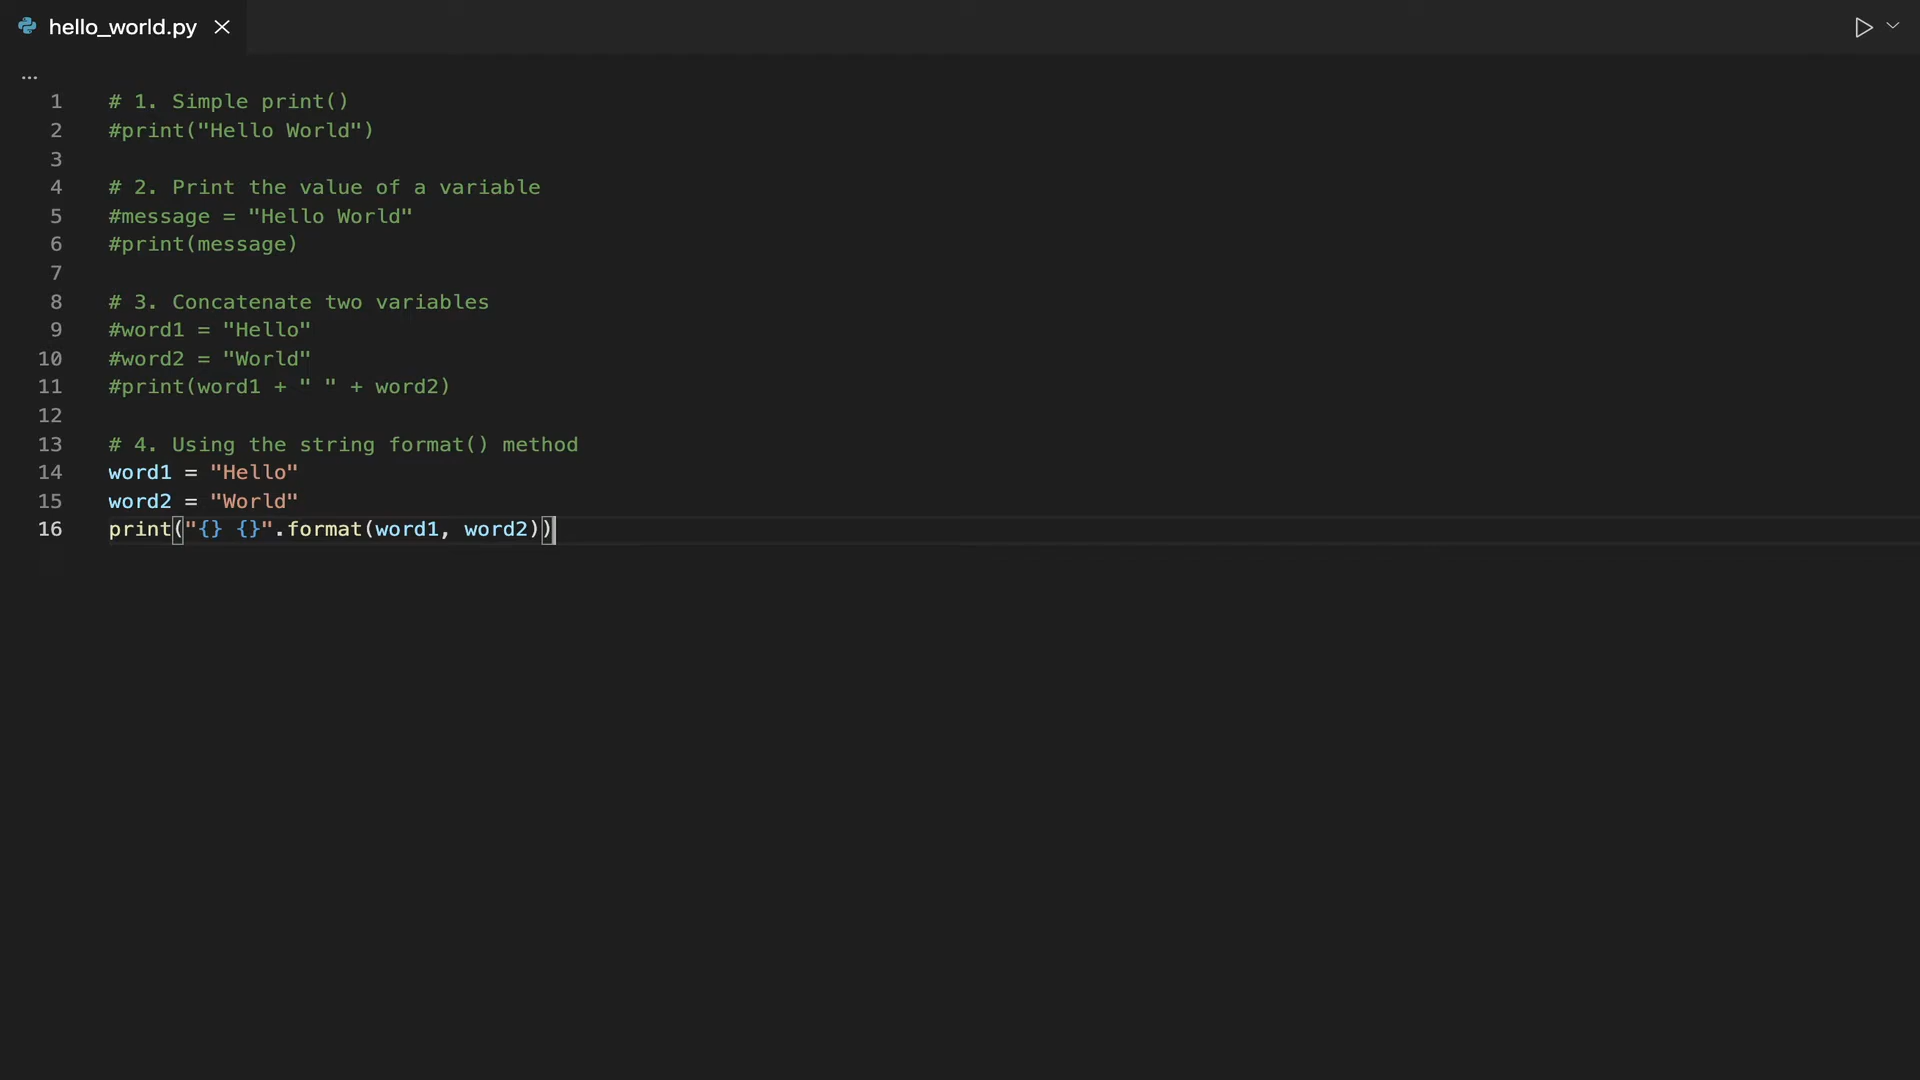 hello_world.py
...
1 # 1. Simple print()
2 #print("Hello World")
3
4 # 2. Print the value of a variable
5 #message = "Hello World"
6 #print(message)
7
8 # 3. Concatenate two variables
9 #word1 = "Hello"
10 #word2 = "World"
11 #print(word1 + " " + word2)
12
13 # 4. Using the string format() method
14 word1 = "Hello"
15 word2 = "World"
16 print("{} {}".format(word1, word2))